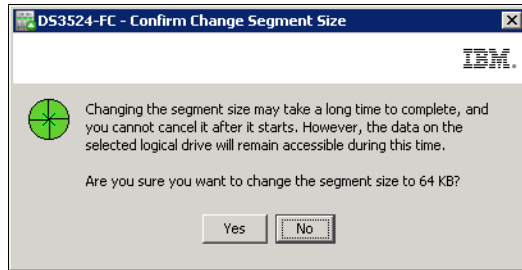 DS3524-FC - Confirm Change Segment Size
IBM.
Changing the segment size may take a long time to complete, and
you cannot cancel it after it starts. However, the data on the
selected logical drive will remain accessible during this time.
Are you sure you want to change the segment size to 64 KB?
Yes No